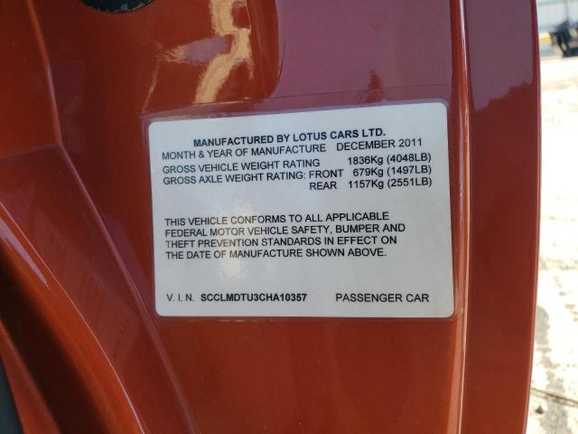 MANUFACTURED BY LOTUS CARS LTD.
MONTH & YEAR OF MANUFACTURE DECEMBER 2011
GROSS VEHICLE WEIGHT RATING 1836Kg (4048LB)
GROSS AXLE WEIGHT RATING: FRONT 679Kg (1497LB)
REAR 1157Kg (2551LB)
THIS VEHICLE CONFORMS TO ALL APPLICABLE
FEDERAL MOTOR VEHICLE SAFETY, BUMPER AND
THEFT PREVENTION STANDARDS IN EFFECT ON
THE DATE OF MANUFACTURE SHOWN ABOVE.
V. I. N. SCCLMDTU3CHA10357 PASSENGER CAR